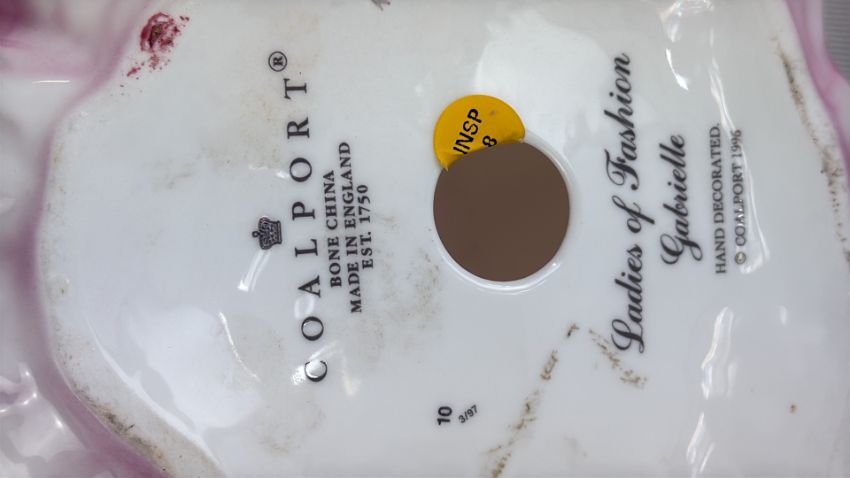 COALPORT®
BONE CHINA
MADE IN ENGLAND
EST. 1750
INSP
8
10
3/97
Ladies of Fashion
Gabrielle
HAND DECORATED.
© COALPORT 1996